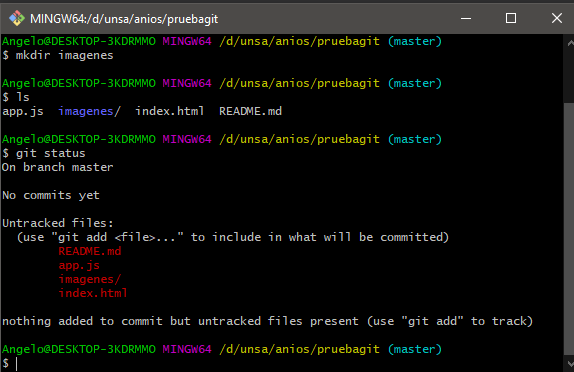 MINGW64:/d/unsa/anios/pruebagit
Angelo@DESKTOP-3KDRMMO MINGW64 /d/unsa/anios/pruebagit (master)
$ mkdir imagenes
Angelo@DESKTOP-3KDRMMO MINGW64 /d/unsa/anios/pruebagit (master)
$ ls
app.js  imagenes/  index.html  README.md
Angelo@DESKTOP-3KDRMMO MINGW64 /d/unsa/anios/pruebagit (master)
$ git status
On branch master
No commits yet
Untracked files:
  (use "git add <file>..." to include in what will be committed)
        README.md
        app.js
        imagenes/
        index.html
nothing added to commit but untracked files present (use "git add" to track)
Angelo@DESKTOP-3KDRMMO MINGW64 /d/unsa/anios/pruebagit (master)
$